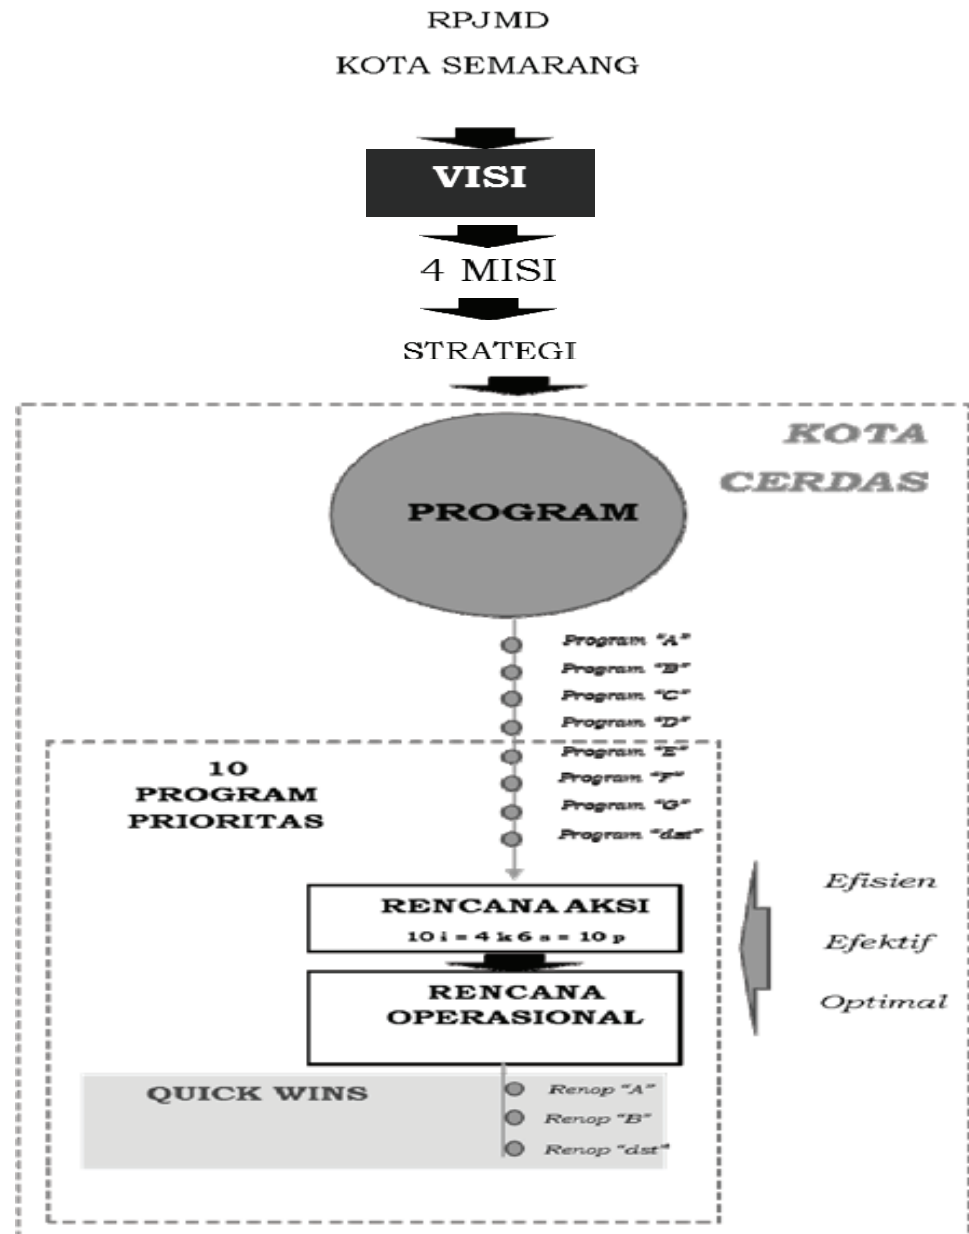 RPJMD
KOTA SEMARANG
VISI
4 MISI
STRATEGI
KOTA
CERDAS
PROGRAM
Program "A"
Program "B"
Program "C"
Program "D"
Program "E"
Program "F"
Program "G"
Program "dst"
10
PROGRAM
PRIORITAS
RENCANA AKSI
10 i = 4 k 6 s = 10 p
RENCANA
OPERASIONAL
Efisien
Efektif
Optimal
QUICK WINS
Renop "A"
Renop "B"
Renop "dst"